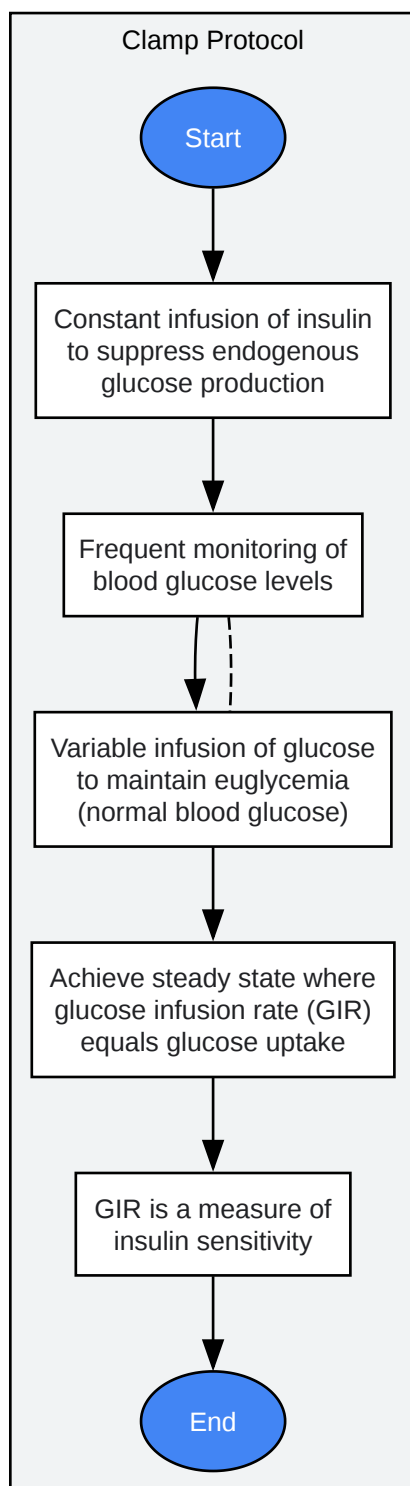 Clamp Protocol
Start
Constant infusion of insulin
to suppress endogenous
glucose production
Frequent monitoring of
blood glucose levels
Variable infusion of glucose
to maintain euglycemia
(normal blood glucose)
Achieve steady state where
glucose infusion rate (GIR)
equals glucose uptake
GIR is a measure of
insulin sensitivity
End